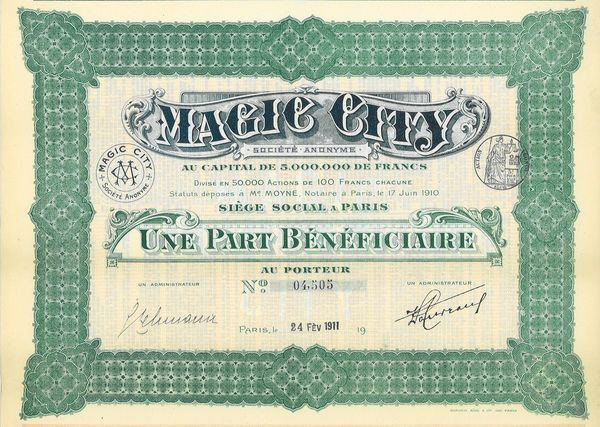 MAGIC CITY
SOCIÉTÉ ANONYME
AU CAPITAL DE 5.000.000 DE FRANCS
DIVISÉ EN 50.000 ACTIONS DE 100 FRANCS CHACUNE
Statuts déposés à Me MOYNE, Notaire à Paris, le 17 Juin 1910
SIÈGE SOCIAL A PARIS
MAGIC CITY
SOCIÉTÉ ANONYME
UNE PART BÉNÉFICIAIRE
AU PORTEUR
No 04,505
UN ADMINISTRATEUR
UN ADMINISTRATEUR
PARIS, le 24 FÉV 1911 19